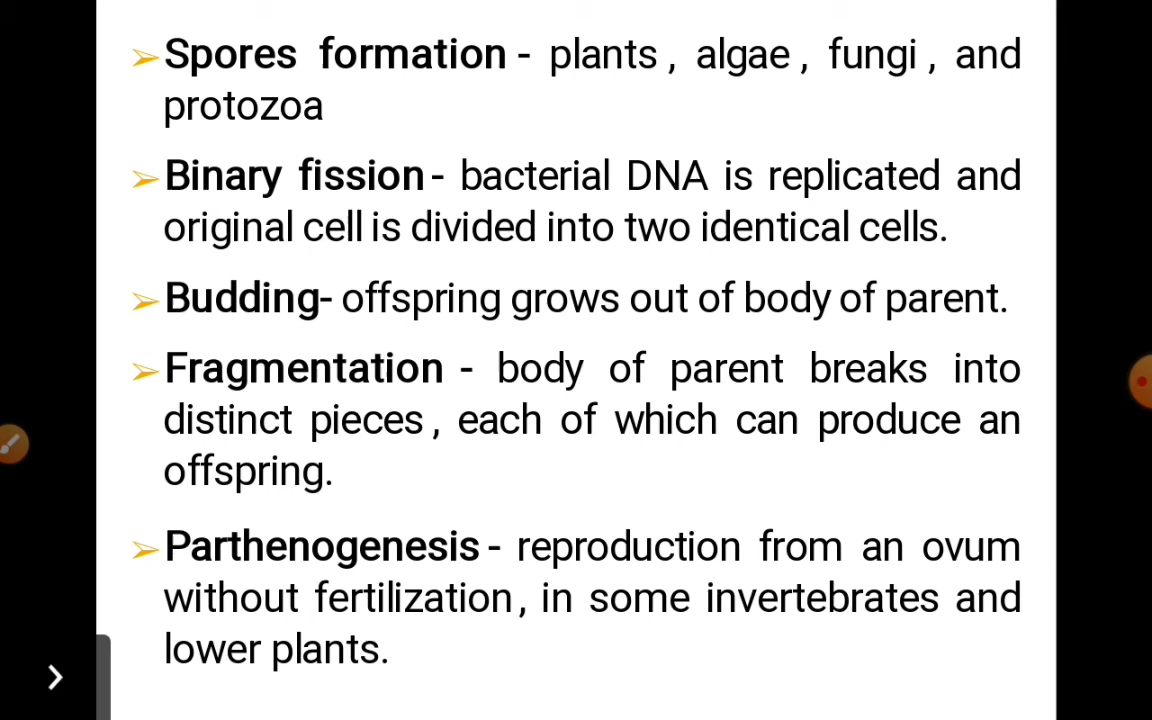 ➢Spores formation - plants , algae , fungi , and
protozoa
➢Binary fission- bacterial DNA is replicated and
original cell is divided into two identical cells.
➢Budding- offspring grows out of body of parent.
➢Fragmentation - body of parent breaks into
distinct pieces , each of which can produce an
offspring.
➢Parthenogenesis - reproduction from an ovum
without fertilization , in some invertebrates and
lower plants.